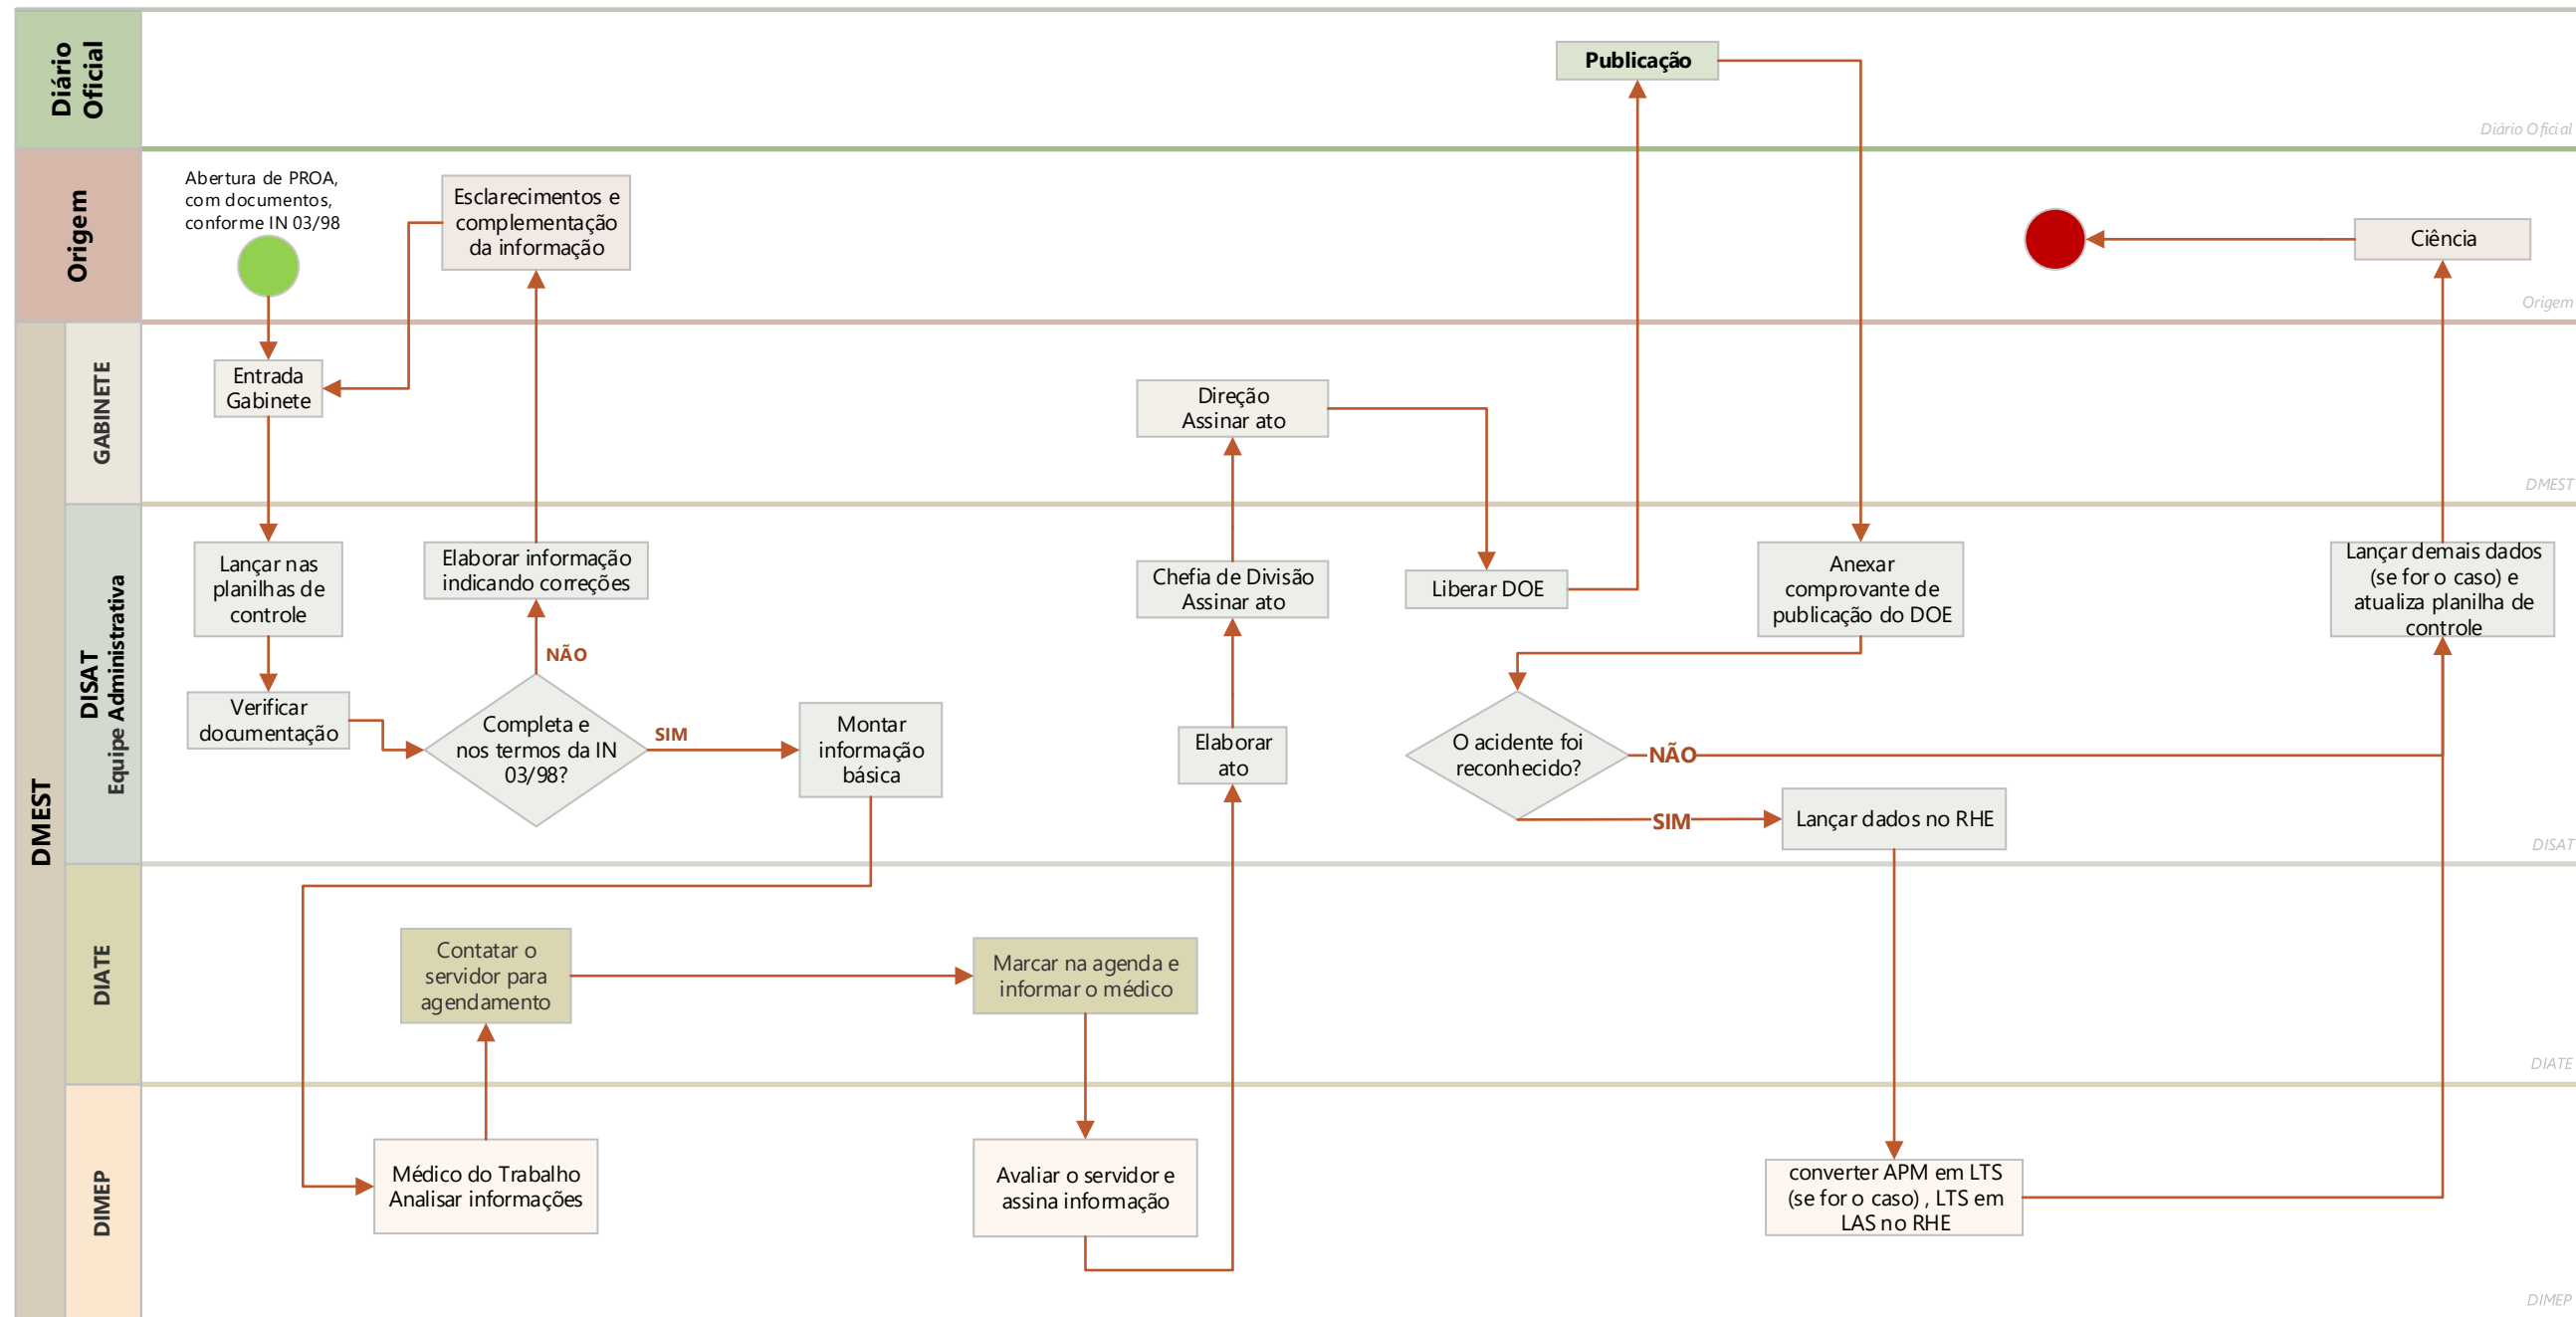 Diário
Oficial
Publicação
Diário Oficial
Origem
Abertura de PROA,
com documentos,
conforme IN 03/98
Esclarecimentos e
complementação
da informação
Ciência
Origem
DMEST
GABINETE
Entrada
Gabinete
Direção
Assinar ato
DMEST
DISAT
Equipe Administrativa
Lançar nas
planilhas de
controle
Elaborar informação
indicando correções
Chefia de Divisão
Assinar ato
Liberar DOE
Anexar
comprovante de
publicação do DOE
Lançar demais dados
(se for o caso) e
atualiza planilha de
controle
NÃO
Verificar
documentação
Completa e
nos termos da IN
03/98?
SIM
Montar
informação
básica
Elaborar
ato
O acidente foi
reconhecido?
NÃO
SIM
Lançar dados no RHE
DISAT
DIATE
Contatar o
servidor para
agendamento
Marcar na agenda e
informar o médico
DIATE
DIMEP
Médico do Trabalho
Analisar informações
Avaliar o servidor e
assina informação
converter APM em LTS
(se for o caso) , LTS em
LAS no RHE
DIMEP